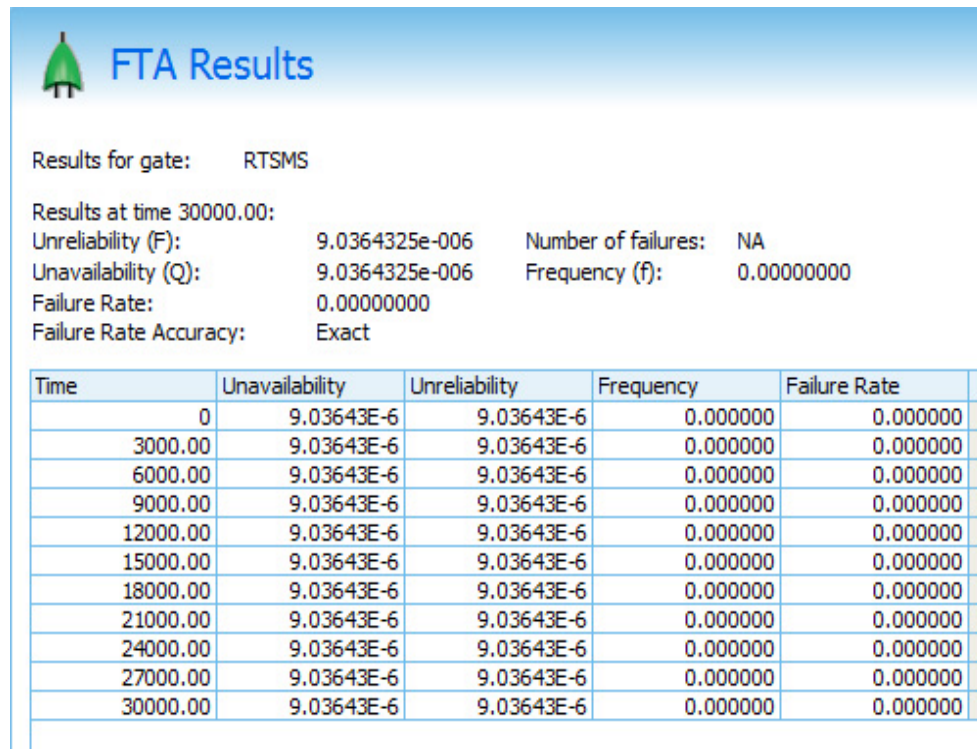 FTA Results
Results for gate: RTSMS
Results at time 30000.00:
Unreliability (F): 9.0364325e-006 Number of failures: NA
Unavailability (Q): 9.0364325e-006 Frequency (f): 0.00000000
Failure Rate: 0.00000000
Failure Rate Accuracy: Exact
Time Unavailability Unreliability Frequency Failure Rate
0 9.03643E-6 9.03643E-6 0.000000 0.000000
3000.00 9.03643E-6 9.03643E-6 0.000000 0.000000
6000.00 9.03643E-6 9.03643E-6 0.000000 0.000000
9000.00 9.03643E-6 9.03643E-6 0.000000 0.000000
12000.00 9.03643E-6 9.03643E-6 0.000000 0.000000
15000.00 9.03643E-6 9.03643E-6 0.000000 0.000000
18000.00 9.03643E-6 9.03643E-6 0.000000 0.000000
21000.00 9.03643E-6 9.03643E-6 0.000000 0.000000
24000.00 9.03643E-6 9.03643E-6 0.000000 0.000000
27000.00 9.03643E-6 9.03643E-6 0.000000 0.000000
30000.00 9.03643E-6 9.03643E-6 0.000000 0.000000